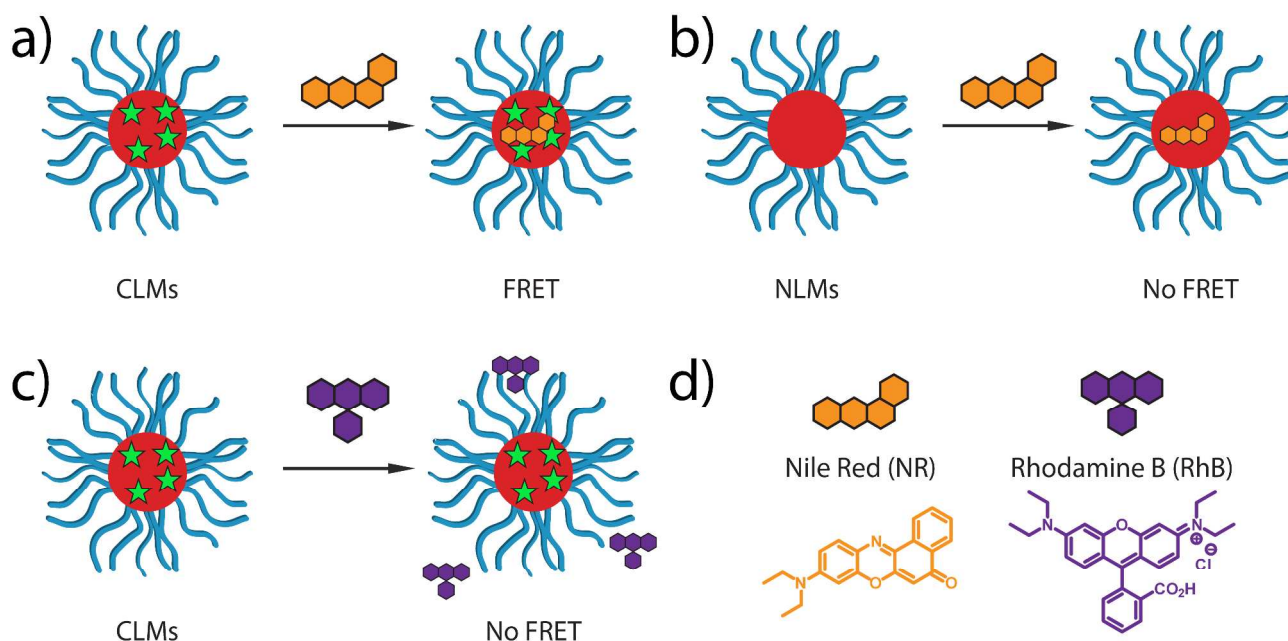 a)
b)
CLMs
FRET
NLMs
No FRET
c)
d)
Nile Red (NR)
Rhodamine B (RhB)
CLMs
No FRET
N
N
O
O
N
O
N
⊕
⊖
Cl
CO₂H